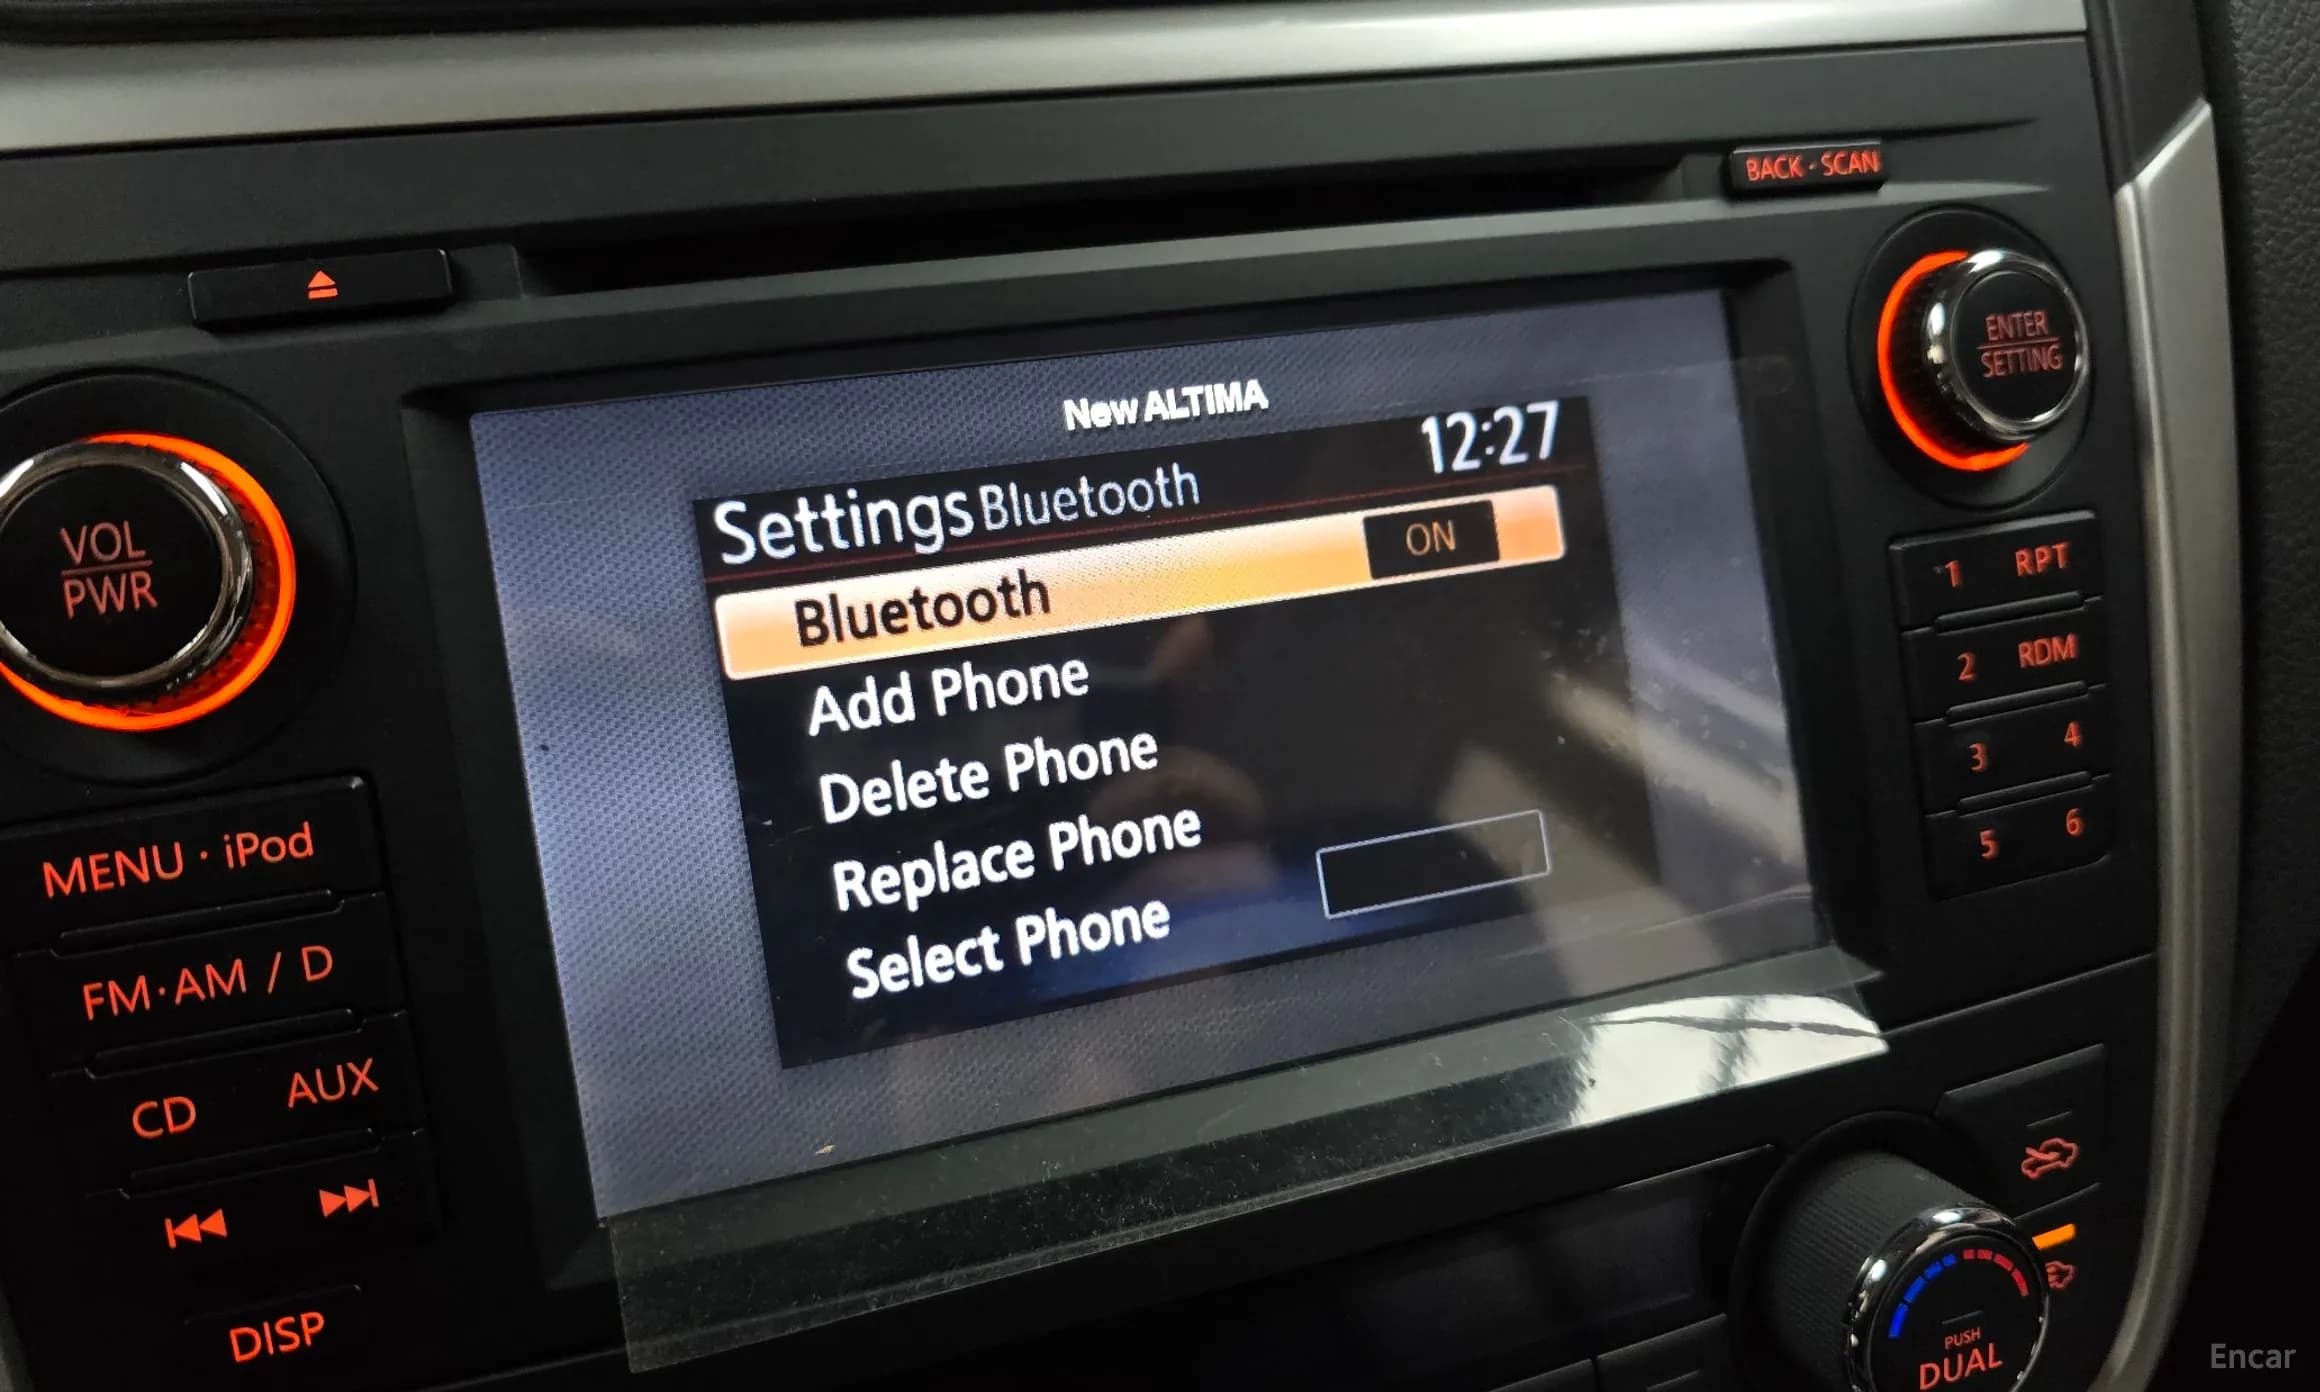 BACK · SCAN
ENTER
SETTING
VOL
PWR
New ALTIMA
Settings Bluetooth 12:27
Bluetooth ON
Add Phone
Delete Phone
Replace Phone
Select Phone
1 RPT
2 RDM
3 4
5 6
MENU · iPod
FM·AM / D
CD AUX
DISP
PUSH
DUAL
Encar